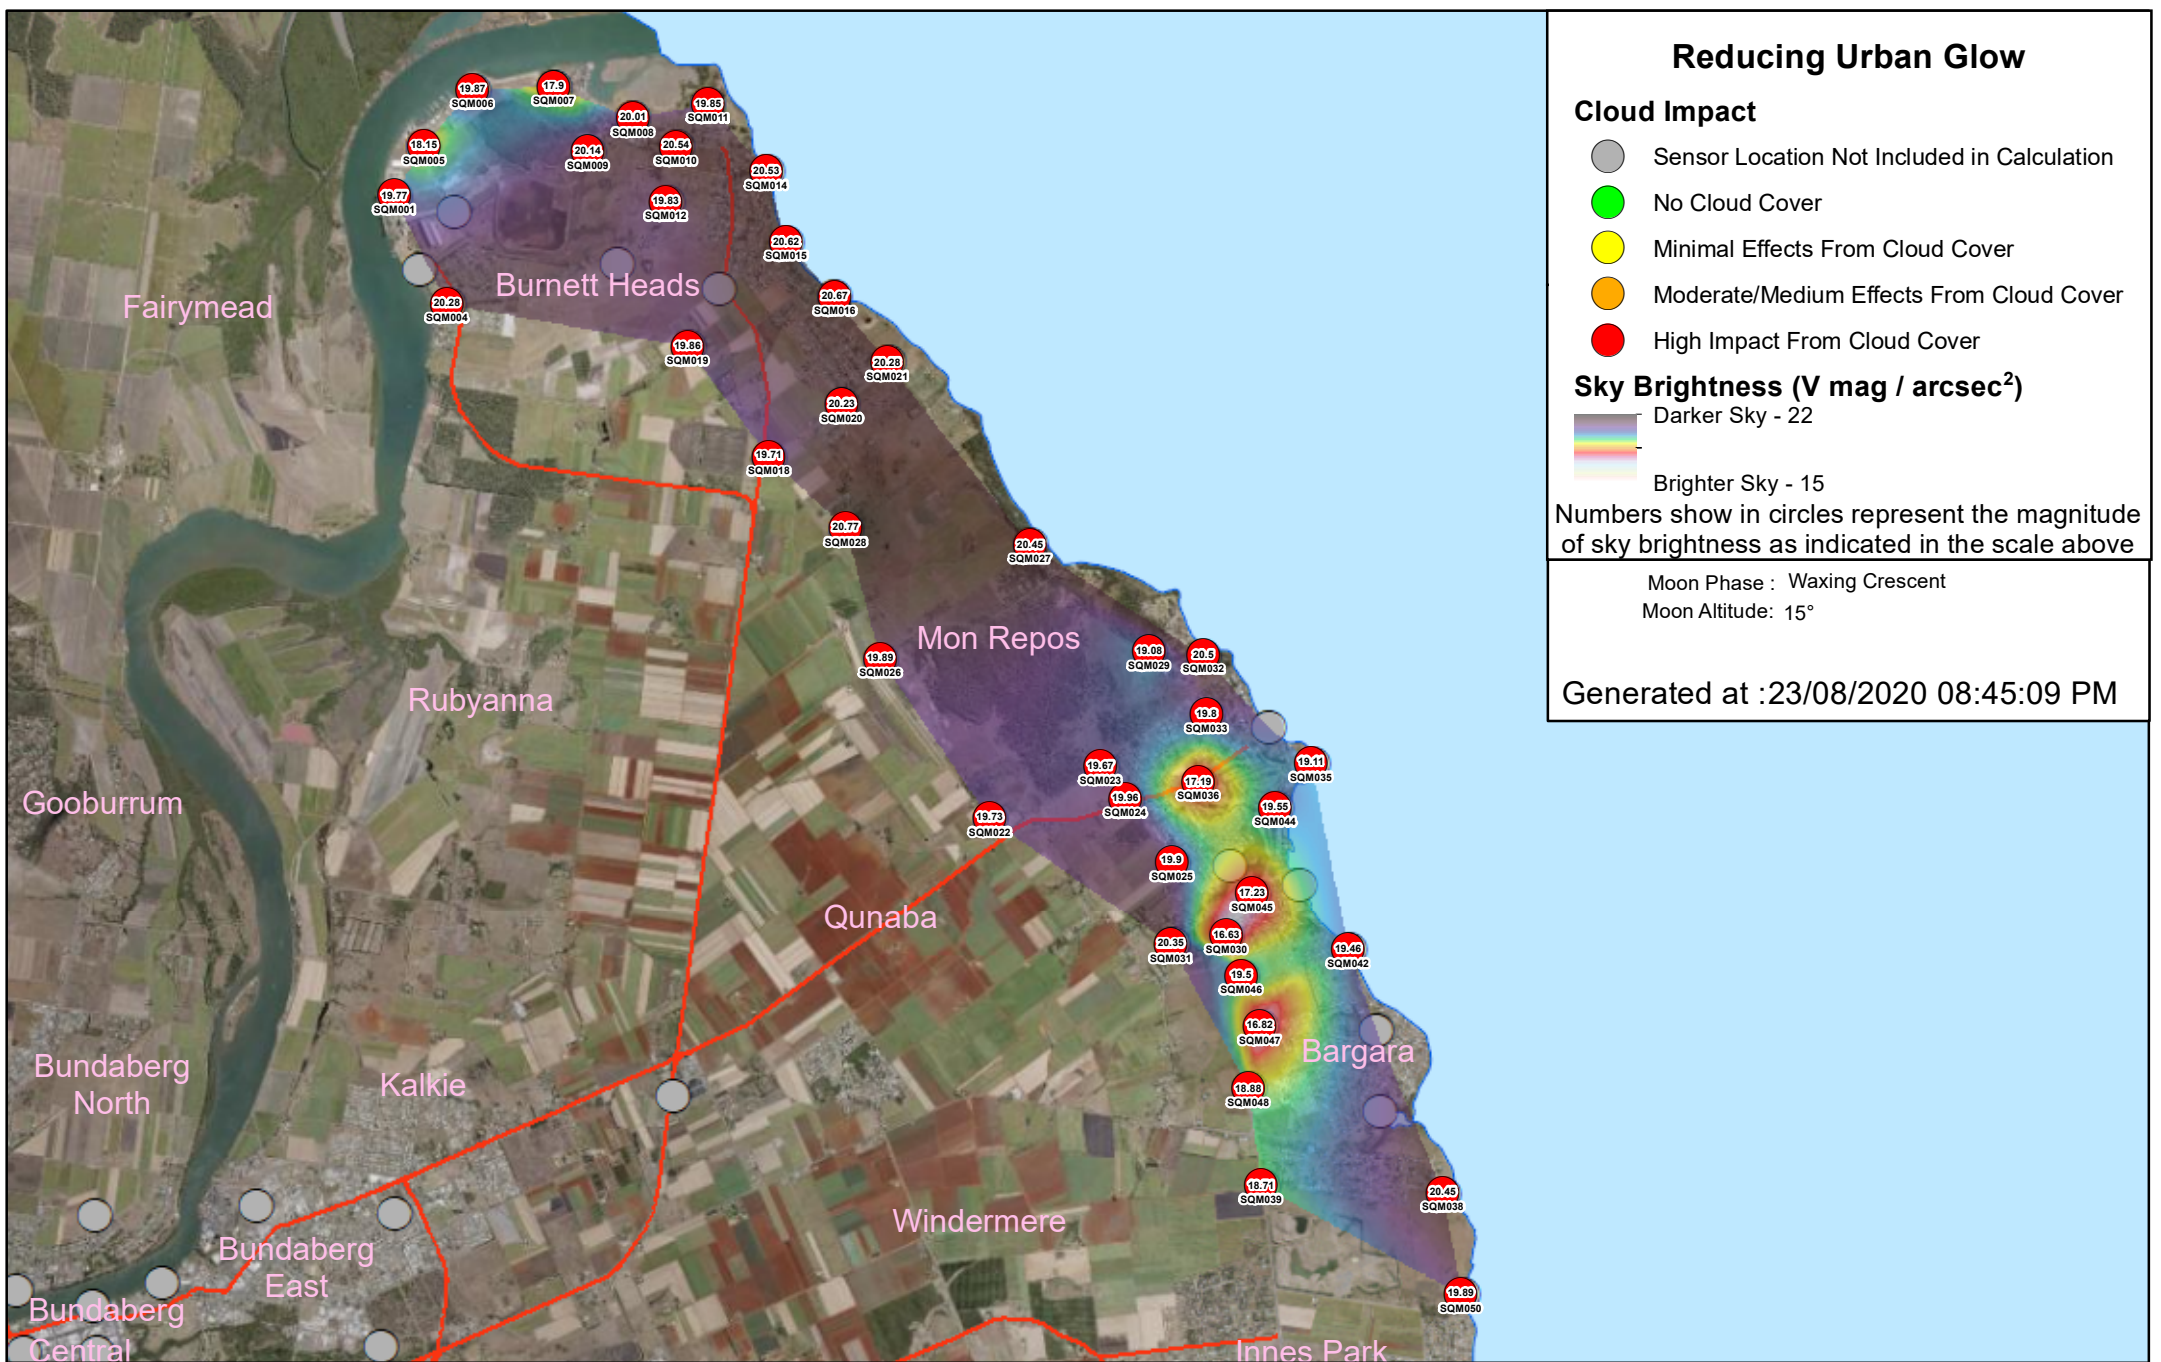 Reducing Urban Glow
Cloud Impact
Sensor Location Not Included in Calculation
No Cloud Cover
Minimal Effects From Cloud Cover
Moderate/Medium Effects From Cloud Cover
High Impact From Cloud Cover
Sky Brightness (V mag / arcsec²)
Darker Sky - 22
Brighter Sky - 15
Numbers show in circles represent the magnitude
of sky brightness as indicated in the scale above
Moon Phase : Waxing Crescent
Moon Altitude: 15°
Generated at :23/08/2020 08:45:09 PM
19.87
SQM006
17.9
SQM007
20.01
SQM008
19.85
SQM011
18.15
SQM005
20.14
SQM009
20.54
SQM010
20.53
SQM014
19.77
SQM001
19.83
SQM012
20.62
SQM015
Burnett Heads
Fairymead
20.28
SQM004
20.67
SQM016
19.86
SQM019
20.28
SQM021
20.23
SQM020
19.71
SQM018
20.77
SQM028
20.45
SQM027
Mon Repos
19.89
SQM026
19.08
SQM029
20.5
SQM032
Rubyanna
19.8
SQM033
19.67
SQM023
17.19
SQM036
19.11
SQM035
19.96
SQM024
19.55
SQM044
Gooburrum
19.73
SQM022
19.9
SQM025
17.23
SQM045
Qunaba
20.35
SQM031
16.63
SQM030
19.46
SQM042
19.5
SQM046
16.82
SQM047
Bargara
Bundaberg
North
Kalkie
18.88
SQM048
18.71
SQM039
20.45
SQM038
Windermere
Bundaberg
East
19.89
SQM050
Bundaberg
Central
Innes Park